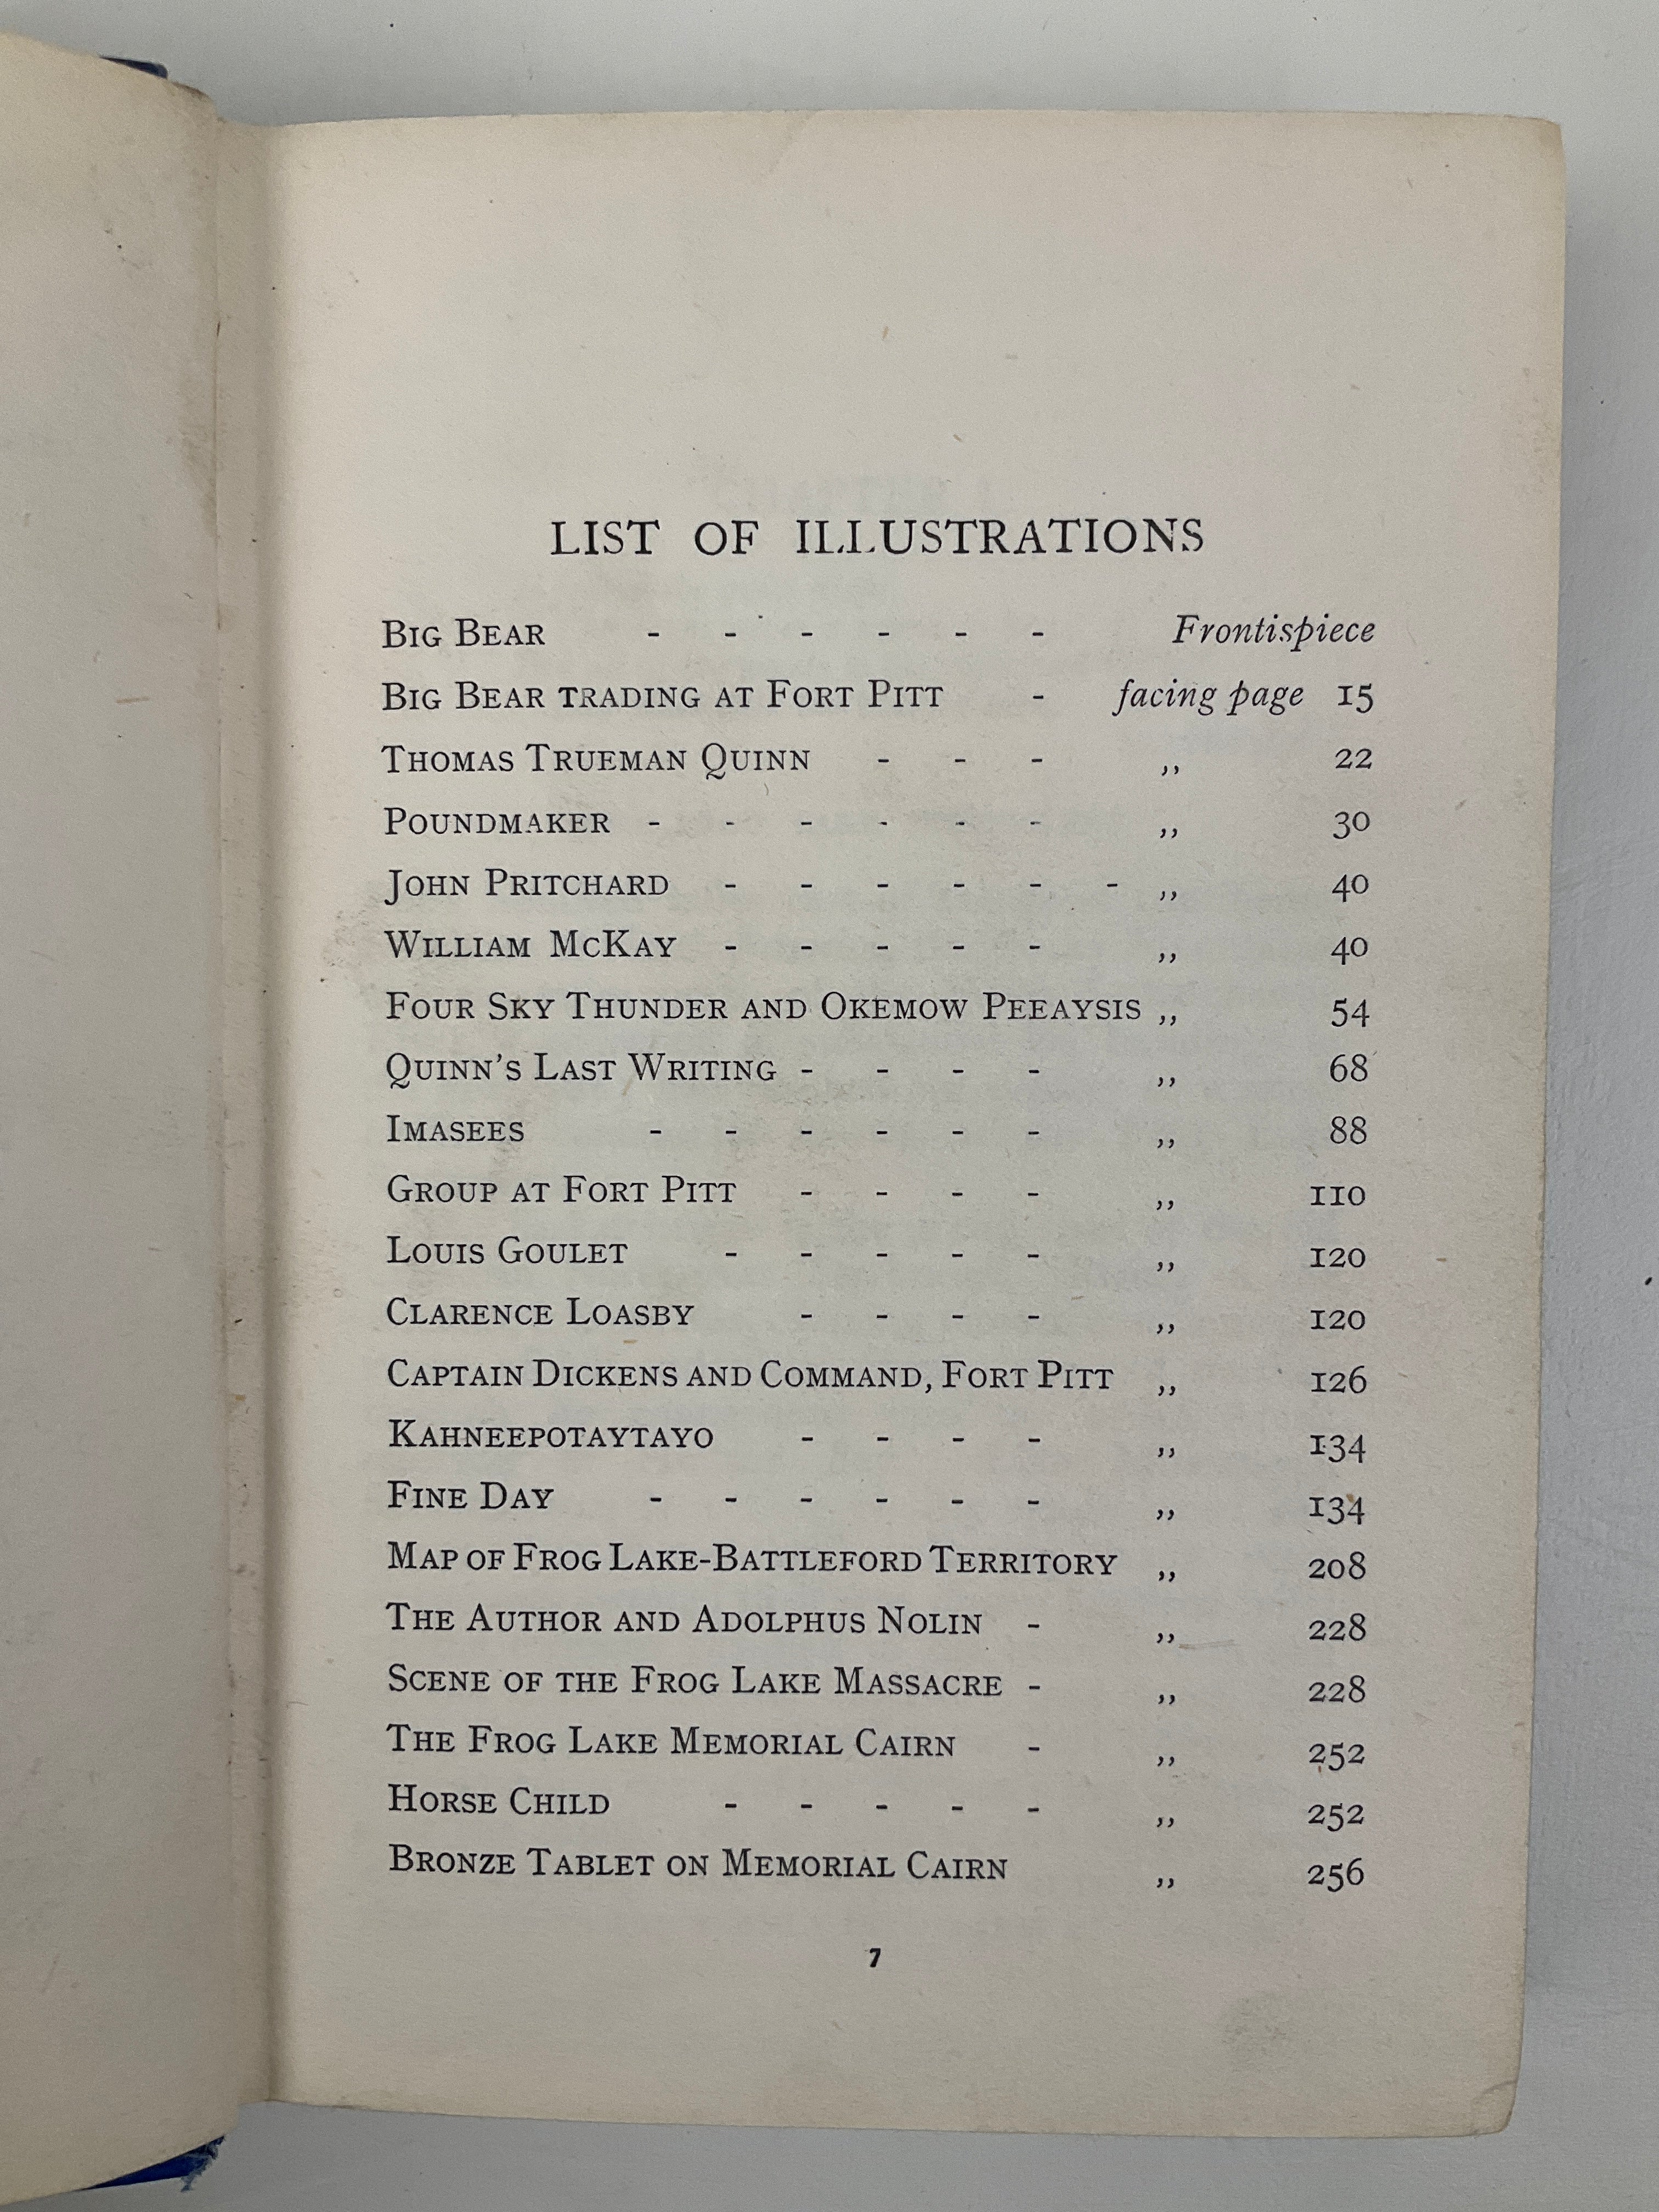 LIST OF ILLUSTRATIONS
BIG BEAR - - - - - - Frontispiece
BIG BEAR TRADING AT FORT PITT - facing page 15
THOMAS TRUEMAN QUINN - - - ,, 22
POUNDMAKER - - - - - - ,, 30
JOHN PRITCHARD - - - - - - ,, 40
WILLIAM MCKAY - - - - - ,, 40
FOUR SKY THUNDER AND OKEMOW PEEAYSIS ,, 54
QUINN'S LAST WRITING - - - - ,, 68
IMASEES - - - - - - ,, 88
GROUP AT FORT PITT - - - - ,, 110
LOUIS GOULET - - - - - ,, 120
CLARENCE LOASBY - - - - ,, 120
CAPTAIN DICKENS AND COMMAND, FORT PITT ,, 126
KAHNEEPOTAYTAYO - - - - ,, 134
FINE DAY - - - - - - ,, 134
MAP OF FROG LAKE-BATTLEFORD TERRITORY ,, 208
THE AUTHOR AND ADOLPHUS NOLIN - ,, 228
SCENE OF THE FROG LAKE MASSACRE - ,, 228
THE FROG LAKE MEMORIAL CAIRN - ,, 252
HORSE CHILD - - - - - ,, 252
BRONZE TABLET ON MEMORIAL CAIRN ,, 256
7